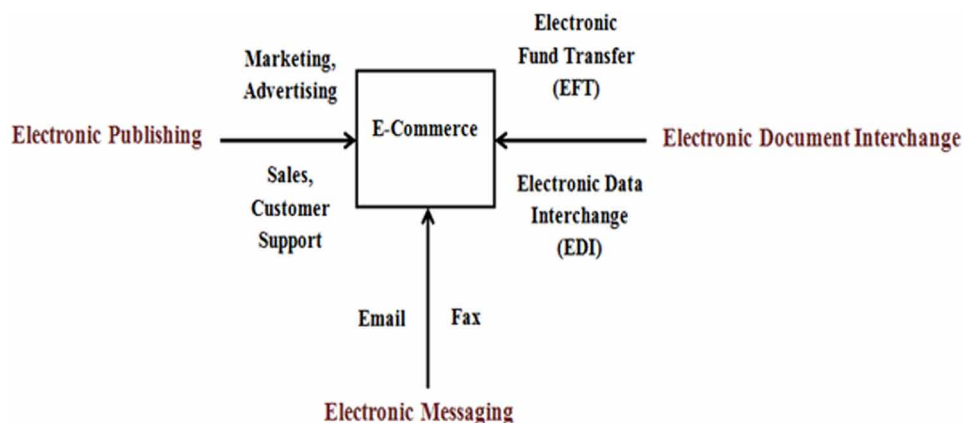 Marketing,
Advertising
Electronic
Fund Transfer
(EFT)
E-Commerce
Electronic Publishing
Electronic Document Interchange
Sales,
Customer
Support
Electronic Data
Interchange
(EDI)
Email
Fax
Electronic Messaging